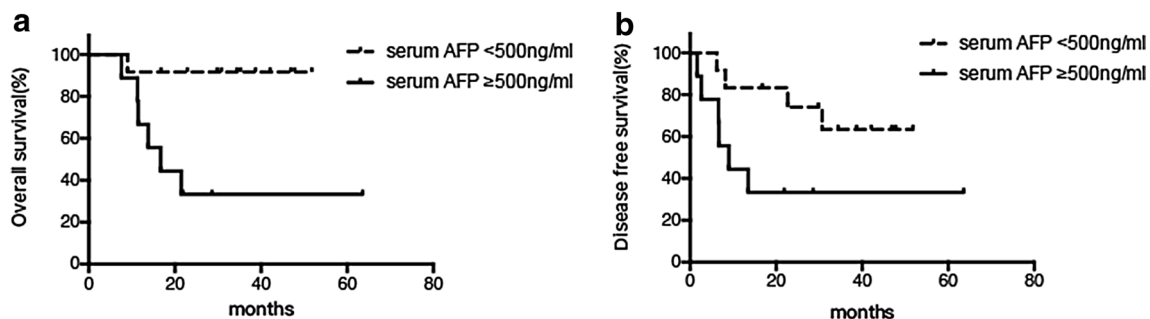 a
Overall survival(%)
100
80
60
40
20
0
0 20 40 60 80
months
serum AFP <500ng/ml
serum AFP ≥500ng/ml
b
Disease free survival(%)
100
80
60
40
20
0
0 20 40 60 80
months
serum AFP <500ng/ml
serum AFP ≥500ng/ml